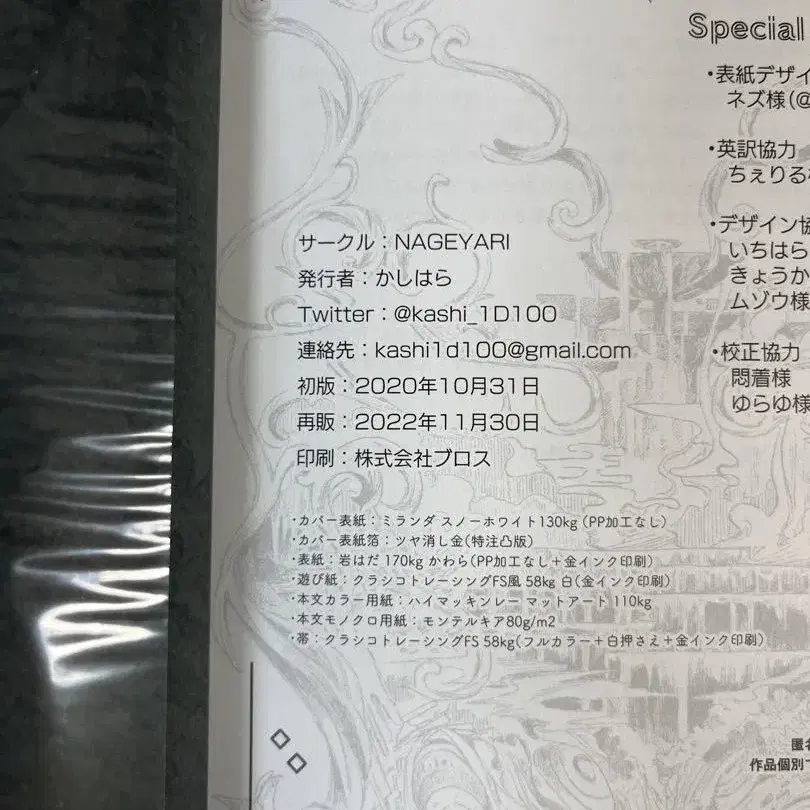 サークル：NAGEYARI
発行者：かしはら
Twitter：@kashi_1D100
連絡先：kashi1d100@gmail.com
初版：2020年10月31日
再販：2022年11月30日
印刷：株式会社ブロス
・カバー表紙：ミランダ スノーホワイト130kg (PP加工なし)
・カバー表紙箔：ツヤ消し金(特注凸版)
・表紙：岩はだ 170kg かわら(PP加工なし＋金インク印刷)
・遊び紙：クラシコトレーシングFS風 58kg 白(金インク印刷)
・本文カラー用紙：ハイマッキンレー マットアート 110kg
・本文モノクロ用紙：モンテルキア80g/m2
・帯：クラシコトレーシングFS 58kg(フルカラー＋白押さえ＋金インク印刷)
Special
・表紙デザイ
ネズ様(@
・英訳協力
ちぇりる
・デザイン協
いちはら
きょうか
ムゾウ様
・校正協力
悶着様
ゆらゆ様
匿名
作品個別